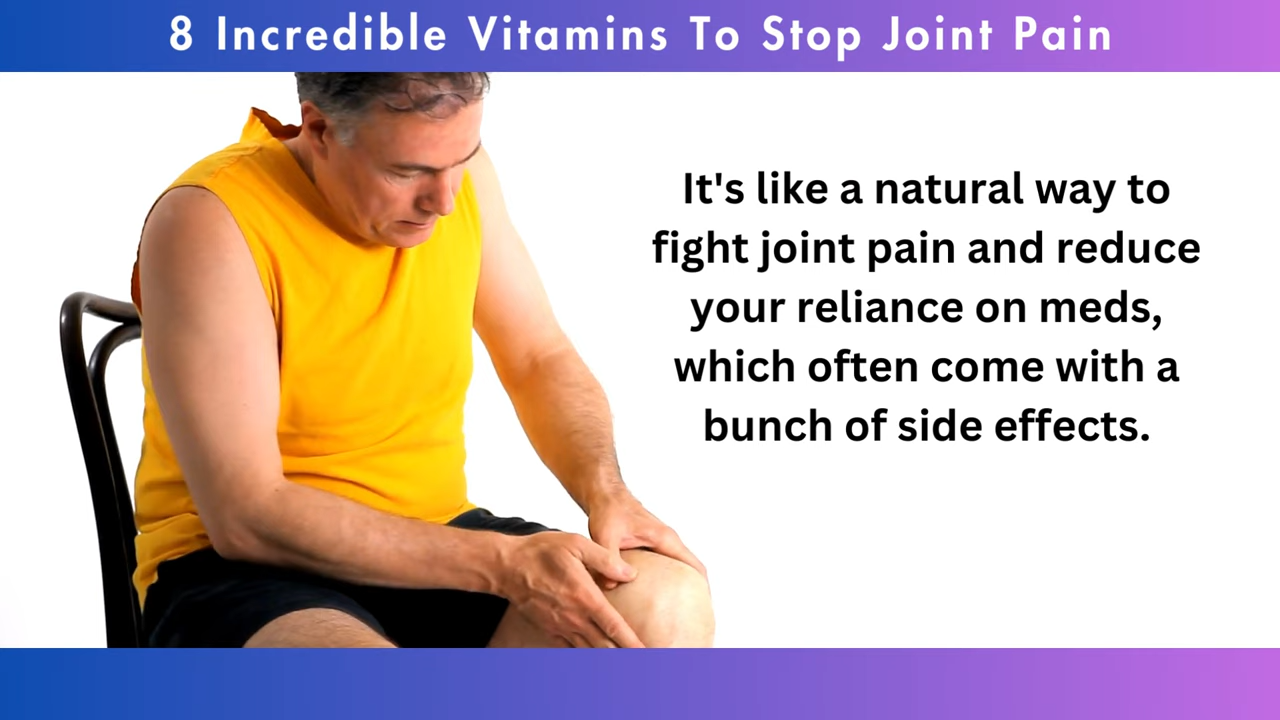 8 Incredible Vitamins To Stop Joint Pain
It's like a natural way to
fight joint pain and reduce
your reliance on meds,
which often come with a
bunch of side effects.